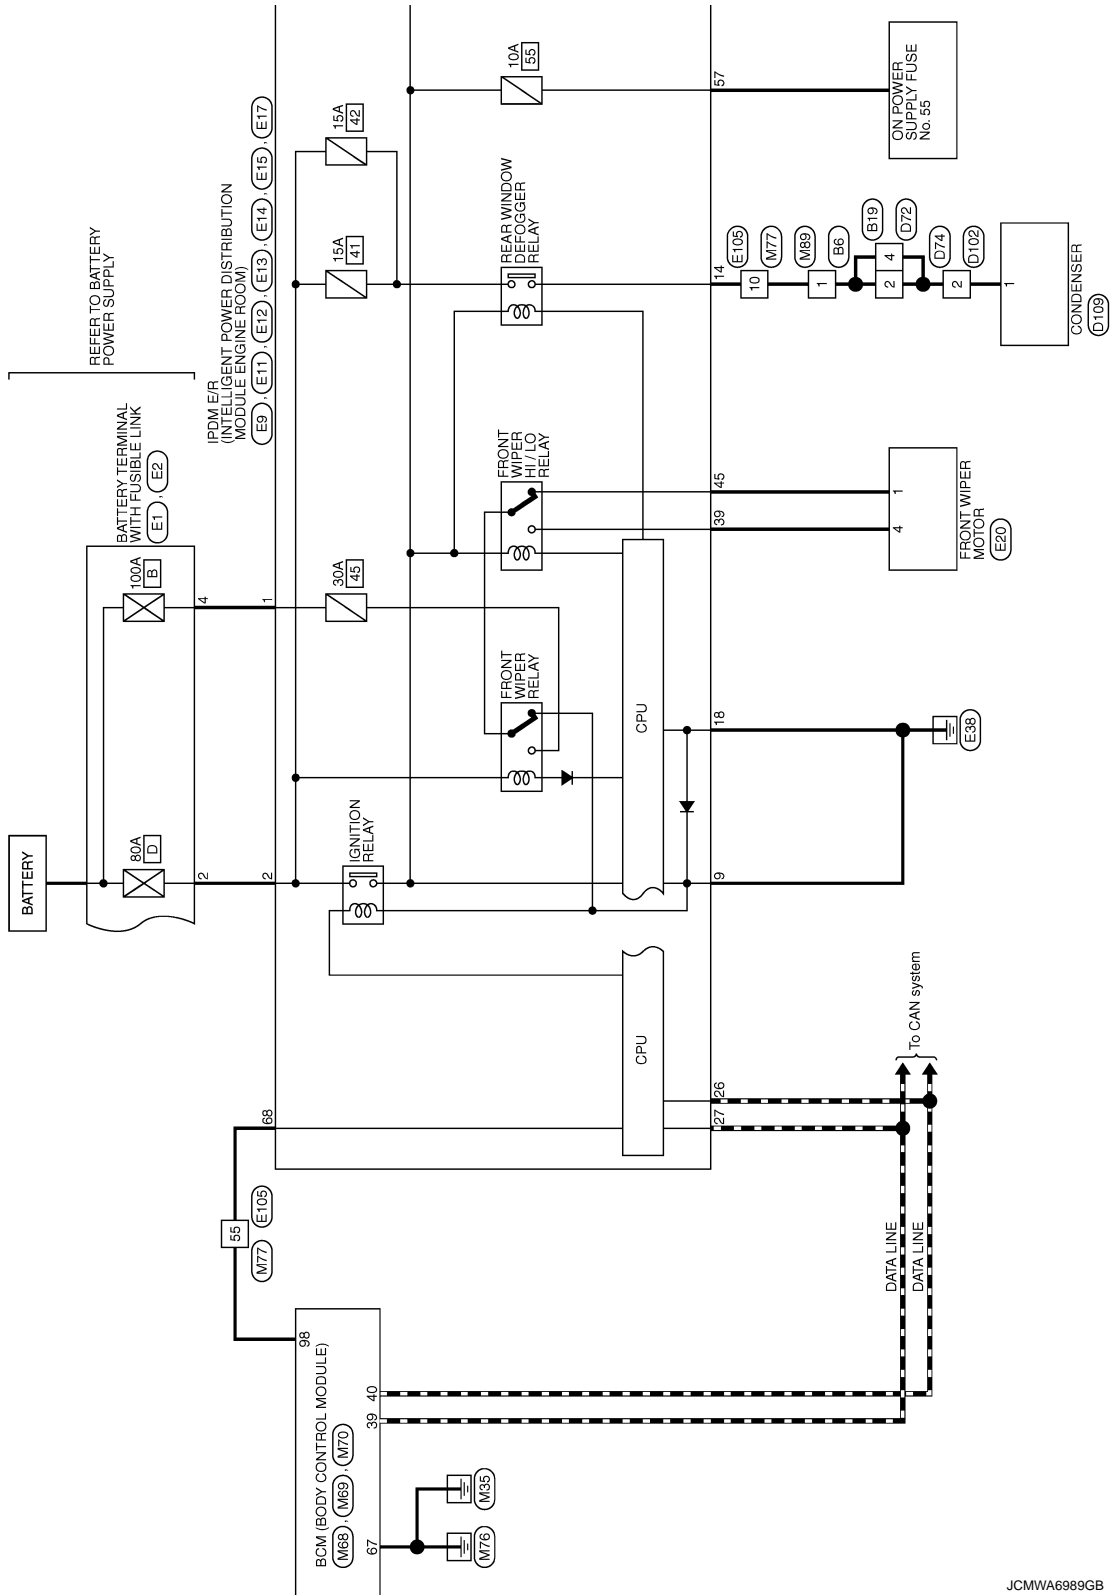 REFER TO BATTERY
POWER SUPPLY
BATTERY
BATTERY TERMINAL
WITH FUSIBLE LINK
E1 , E2
80A
D
100A
B
2
4
2
1
IPDM E/R
(INTELLIGENT POWER DISTRIBUTION
MODULE ENGINE ROOM)
E9 , E11 , E12 , E13 , E14 , E15 , E17
68
55
M77
E105
98
BCM (BODY CONTROL MODULE)
M68 , M69 , M70
67
39
40
M76
M35
IGNITION
RELAY
30A
45
15A
41
15A
42
10A
55
FRONT
WIPER
RELAY
FRONT
WIPER
HI / LO
RELAY
REAR WINDOW
DEFOGGER
RELAY
CPU
CPU
27
26
9
18
39
45
14
57
DATA LINE
DATA LINE
To CAN system
E38
4
1
FRONT WIPER
MOTOR
E20
10
E105
M77
1
M89
B6
2
4
B19
D72
2
D74
D102
1
CONDENSER
D109
ON POWER
SUPPLY FUSE
No. 55
JCMWA6989GB